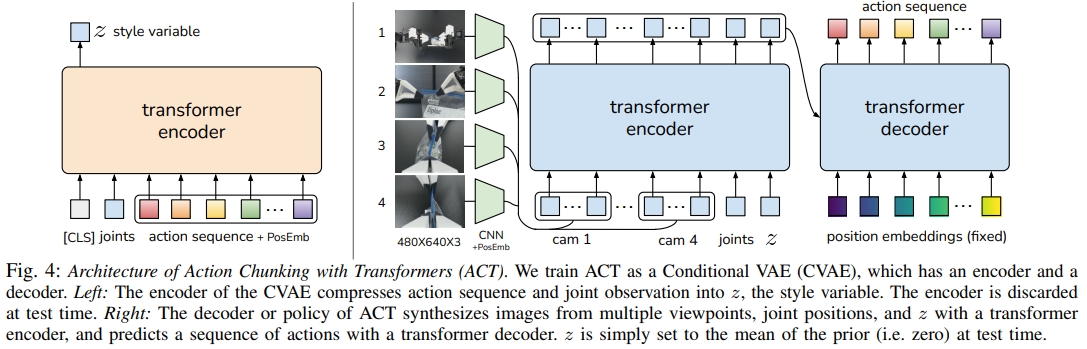 z style variable
transformer
encoder
[CLS] joints action sequence + PosEmb
1
2
3
4
480X640X3
CNN
+PosEmb
transformer
encoder
cam 1
cam 4
joints
z
action sequence
transformer
decoder
position embeddings (fixed)
Fig. 4: Architecture of Action Chunking with Transformers (ACT). We train ACT as a Conditional VAE (CVAE), which has an encoder and a
decoder. Left: The encoder of the CVAE compresses action sequence and joint observation into z, the style variable. The encoder is discarded
at test time. Right: The decoder or policy of ACT synthesizes images from multiple viewpoints, joint positions, and z with a transformer
encoder, and predicts a sequence of actions with a transformer decoder. z is simply set to the mean of the prior (i.e. zero) at test time.